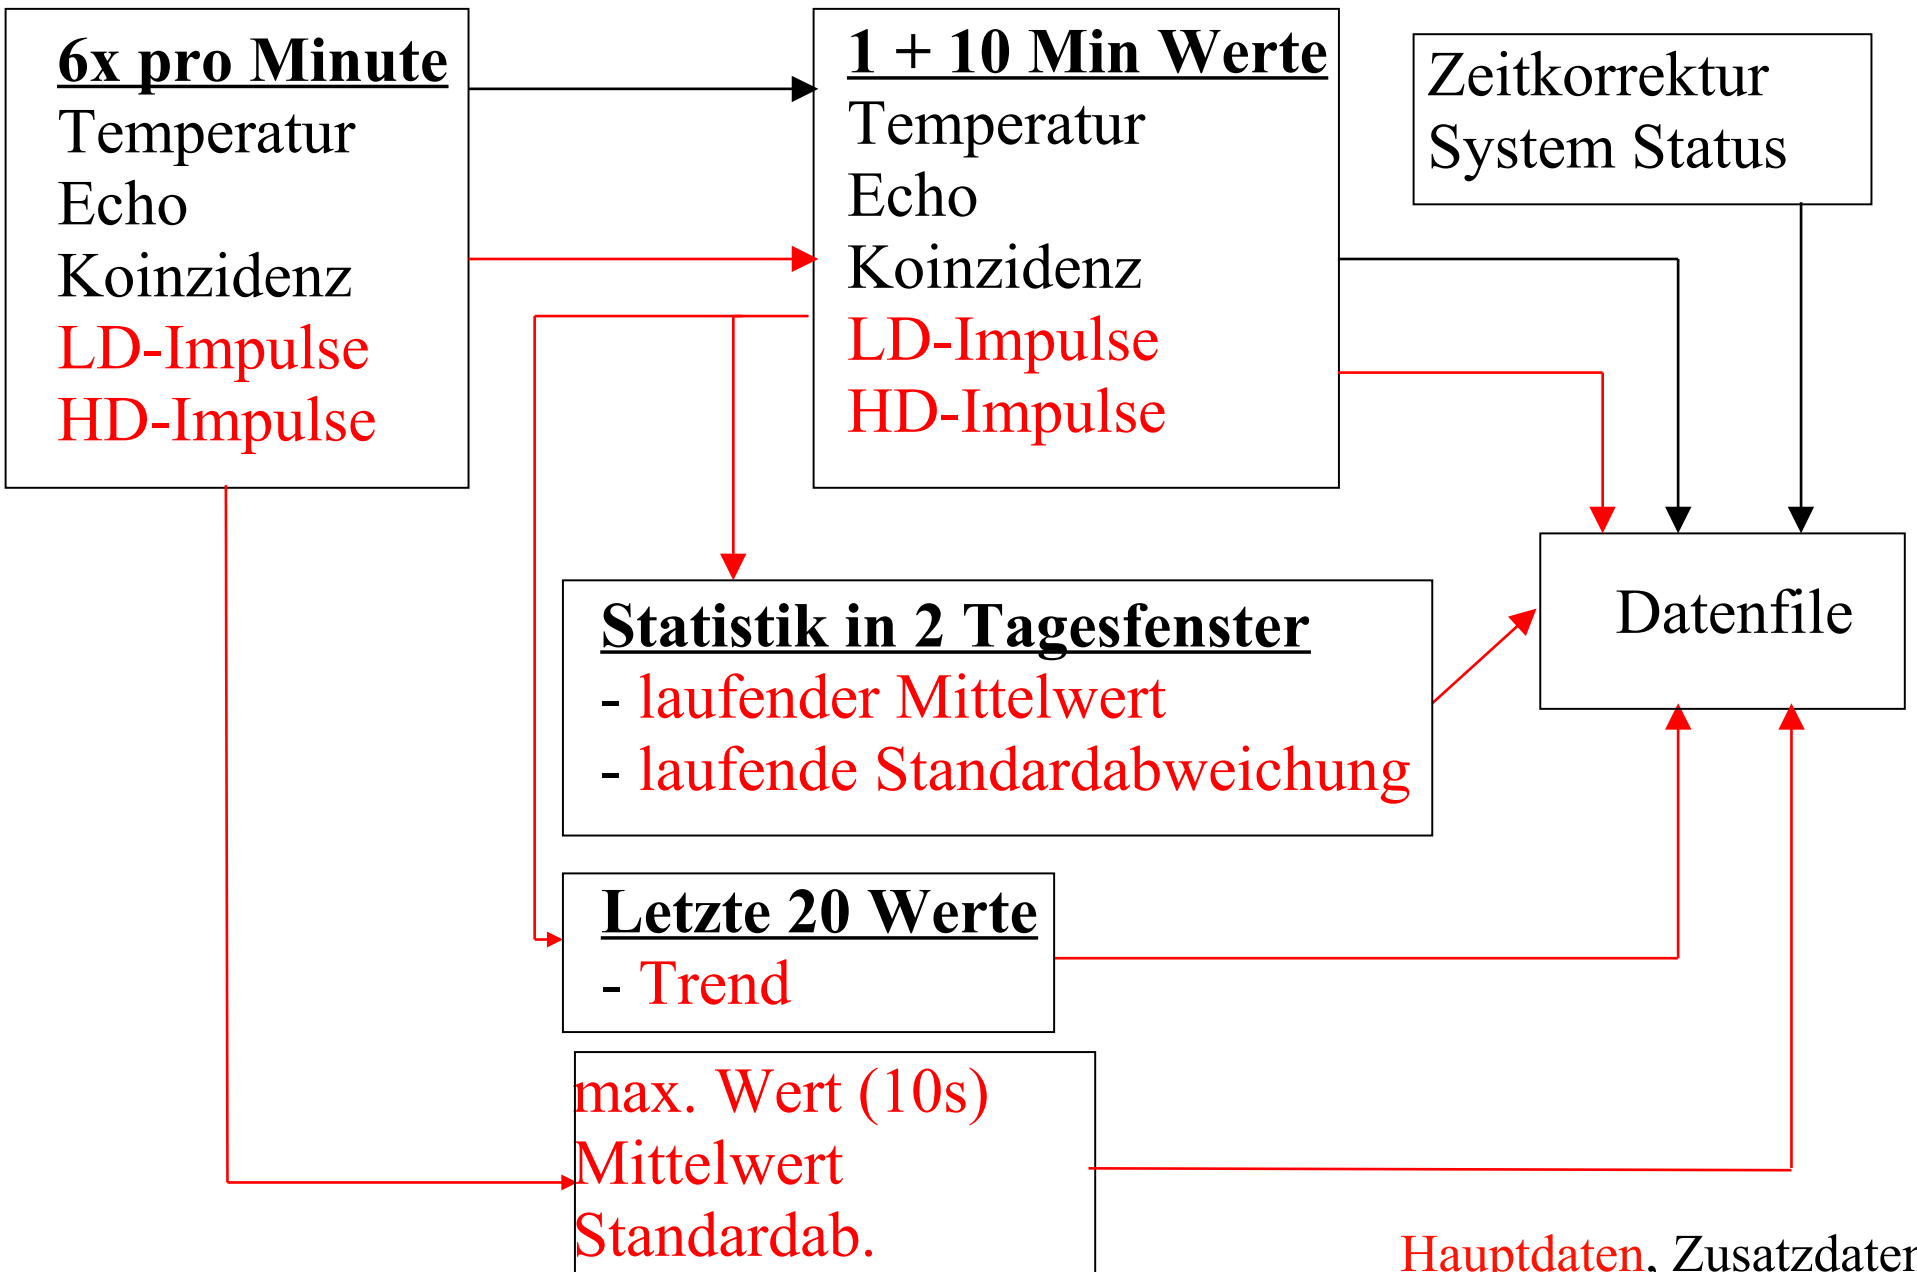 6x pro Minute
Temperatur
Echo
Koinzidenz
LD-Impulse
HD-Impulse
1 + 10 Min Werte
Temperatur
Echo
Koinzidenz
LD-Impulse
HD-Impulse
Zeitkorrektur
System Status
Datenfile
Statistik in 2 Tagesfenster
- laufender Mittelwert
- laufende Standardabweichung
Letzte 20 Werte
- Trend
max. Wert (10s)
Mittelwert
Standardab.
Hauptdaten, Zusatzdaten